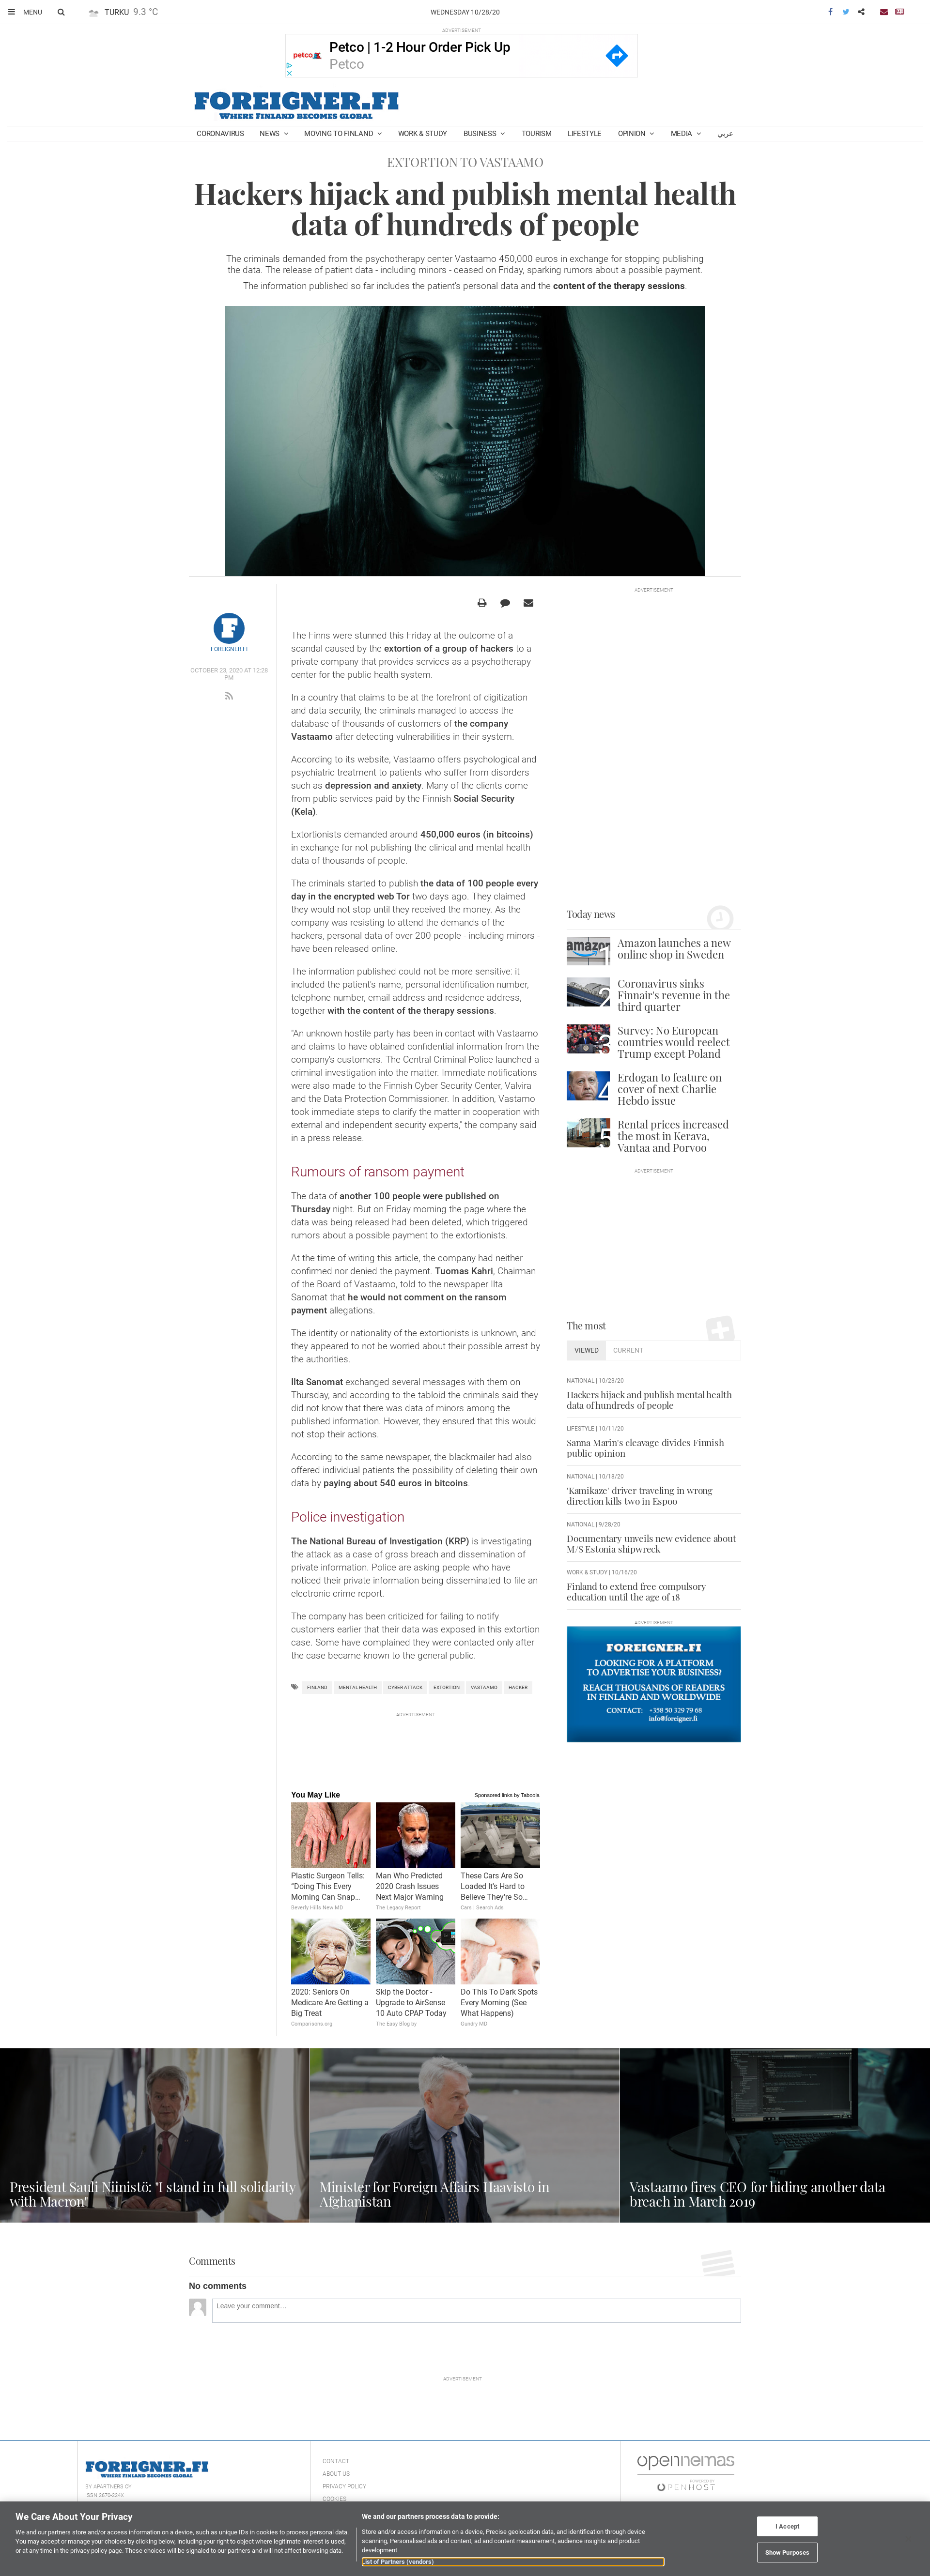 MENU
TURKU 9.3 °C
WEDNESDAY 10/28/20
ADVERTISEMENT
petco
Petco | 1-2 Hour Order Pick Up
Petco
FOREIGNER.FI
WHERE FINLAND BECOMES GLOBAL
CORONAVIRUS NEWS MOVING TO FINLAND WORK & STUDY BUSINESS TOURISM LIFESTYLE OPINION MEDIA عربي
EXTORTION TO VASTAAMO
Hackers hijack and publish mental health
data of hundreds of people
The criminals demanded from the psychotherapy center Vastaamo 450,000 euros in exchange for stopping publishing
the data. The release of patient data - including minors - ceased on Friday, sparking rumors about a possible payment.
The information published so far includes the patient's personal data and the content of the therapy sessions.
FOREIGNER.FI
OCTOBER 23, 2020 AT 12:28
PM
The Finns were stunned this Friday at the outcome of a
scandal caused by the extortion of a group of hackers to a
private company that provides services as a psychotherapy
center for the public health system.
In a country that claims to be at the forefront of digitization
and data security, the criminals managed to access the
database of thousands of customers of the company
Vastaamo after detecting vulnerabilities in their system.
According to its website, Vastaamo offers psychological and
psychiatric treatment to patients who suffer from disorders
such as depression and anxiety. Many of the clients come
from public services paid by the Finnish Social Security
(Kela).
Extortionists demanded around 450,000 euros (in bitcoins)
in exchange for not publishing the clinical and mental health
data of thousands of people.
The criminals started to publish the data of 100 people every
day in the encrypted web Tor two days ago. They claimed
they would not stop until they received the money. As the
company was resisting to attend the demands of the
hackers, personal data of over 200 people - including minors -
have been released online.
The information published could not be more sensitive: it
included the patient's name, personal identification number,
telephone number, email address and residence address,
together with the content of the therapy sessions.
"An unknown hostile party has been in contact with Vastaamo
and claims to have obtained confidential information from the
company's customers. The Central Criminal Police launched a
criminal investigation into the matter. Immediate notifications
were also made to the Finnish Cyber Security Center, Valvira
and the Data Protection Commissioner. In addition, Vastamo
took immediate steps to clarify the matter in cooperation with
external and independent security experts," the company said
in a press release.
Rumours of ransom payment
The data of another 100 people were published on
Thursday night. But on Friday morning the page where the
data was being released had been deleted, which triggered
rumors about a possible payment to the extortionists.
At the time of writing this article, the company had neither
confirmed nor denied the payment. Tuomas Kahri, Chairman
of the Board of Vastaamo, told to the newspaper Ilta
Sanomat that he would not comment on the ransom
payment allegations.
The identity or nationality of the extortionists is unknown, and
they appeared to not be worried about their possible arrest by
the authorities.
Ilta Sanomat exchanged several messages with them on
Thursday, and according to the tabloid the criminals said they
did not know that there was data of minors among the
published information. However, they ensured that this would
not stop their actions.
According to the same newspaper, the blackmailer had also
offered individual patients the possibility of deleting their own
data by paying about 540 euros in bitcoins.
Police investigation
The National Bureau of Investigation (KRP) is investigating
the attack as a case of gross breach and dissemination of
private information. Police are asking people who have
noticed their private information being disseminated to file an
electronic crime report.
The company has been criticized for failing to notify
customers earlier that their data was exposed in this extortion
case. Some have complained they were contacted only after
the case became known to the general public.
FINLAND MENTAL HEALTH CYBER ATTACK EXTORTION VASTAAMO HACKER
ADVERTISEMENT
ADVERTISEMENT
Today news
amazon
1
Amazon launches a new
online shop in Sweden
2
Coronavirus sinks
Finnair's revenue in the
third quarter
3
Survey: No European
countries would reelect
Trump except Poland
4
Erdogan to feature on
cover of next Charlie
Hebdo issue
5
Rental prices increased
the most in Kerava,
Vantaa and Porvoo
ADVERTISEMENT
The most
VIEWED CURRENT
NATIONAL | 10/23/20
Hackers hijack and publish mental health
data of hundreds of people
LIFESTYLE | 10/11/20
Sanna Marin's cleavage divides Finnish
public opinion
NATIONAL | 10/18/20
'Kamikaze' driver traveling in wrong
direction kills two in Espoo
NATIONAL | 9/28/20
Documentary unveils new evidence about
M/S Estonia shipwreck
WORK & STUDY | 10/16/20
Finland to extend free compulsory
education until the age of 18
ADVERTISEMENT
FOREIGNER.FI
LOOKING FOR A PLATFORM
TO ADVERTISE YOUR BUSINESS?
REACH THOUSANDS OF READERS
IN FINLAND AND WORLDWIDE
CONTACT: +358 50 329 79 68
info@foreigner.fi
You May Like
Sponsored links by Taboola
Plastic Surgeon Tells:
"Doing This Every
Morning Can Snap...
Beverly Hills New MD
Man Who Predicted
2020 Crash Issues
Next Major Warning
The Legacy Report
These Cars Are So
Loaded It's Hard to
Believe They're So...
Cars | Search Ads
2020: Seniors On
Medicare Are Getting a
Big Treat
Comparisons.org
Skip the Doctor -
Upgrade to AirSense
10 Auto CPAP Today
The Easy Blog by
Do This To Dark Spots
Every Morning (See
What Happens)
Gundry MD
President Sauli Niinistö: "I stand in full solidarity
with Macron"
Minister for Foreign Affairs Haavisto in
Afghanistan
Vastaamo fires CEO for hiding another data
breach in March 2019
Comments
No comments
Leave your comment...
ADVERTISEMENT
FOREIGNER.FI
WHERE FINLAND BECOMES GLOBAL
BY APARTNERS OY
ISSN 2670-224X
CONTACT
ABOUT US
PRIVACY POLICY
COOKIES
opennemas
POWERED BY
OPENHOST
We Care About Your Privacy
We and our partners store and/or access information on a device, such as unique IDs in cookies to process personal data.
You may accept or manage your choices by clicking below, including your right to object where legitimate interest is used,
or at any time in the privacy policy page. These choices will be signaled to our partners and will not affect browsing data.
We and our partners process data to provide:
Store and/or access information on a device, Precise geolocation data, and identification through device
scanning, Personalised ads and content, ad and content measurement, audience insights and product
development
List of Partners (vendors)
I Accept
Show Purposes